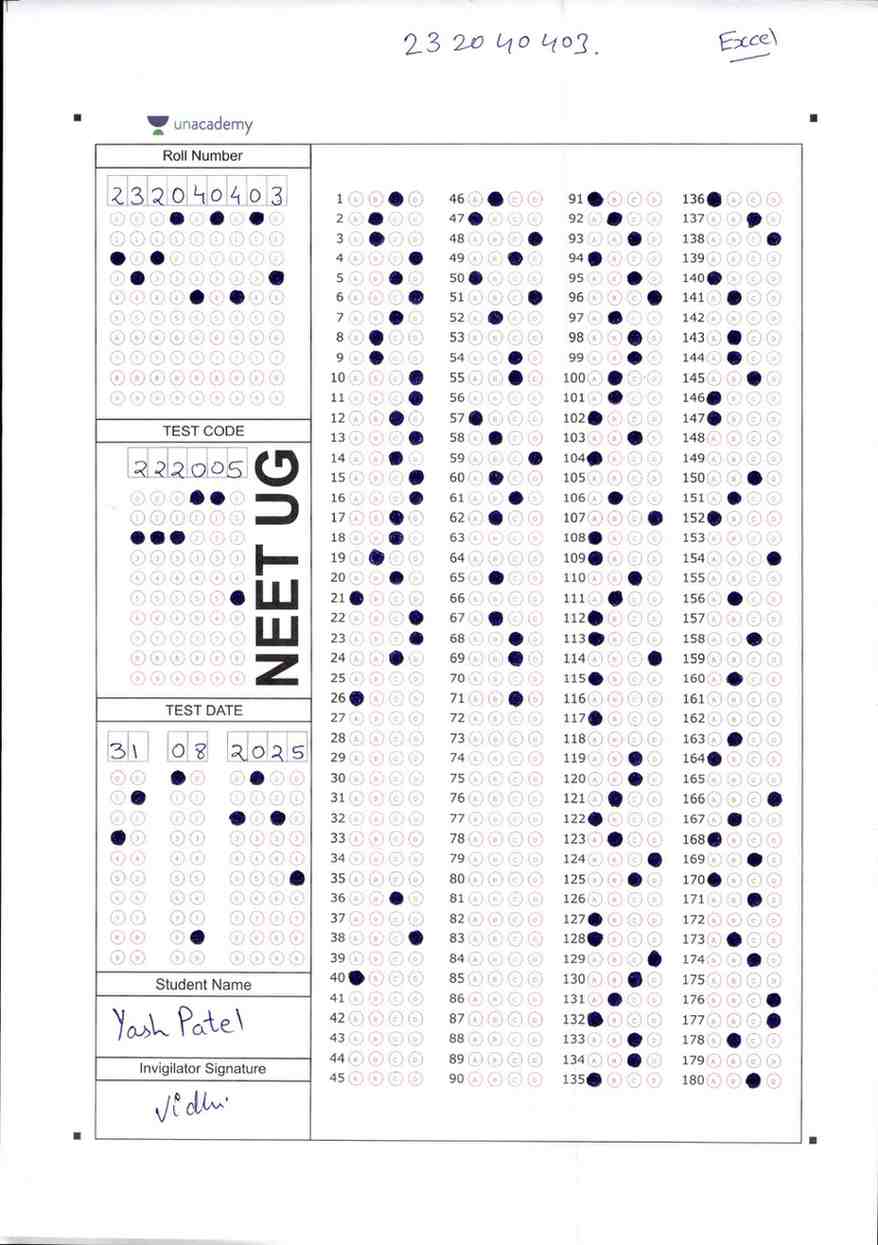 23 20 40 403.
Excel
unacademy
Roll Number
2 3 2 0 4 0 4 0 3
TEST CODE
2 2 2 0 0 5
NEET UG
TEST DATE
31 08 2025
Student Name
Yash Patel
Invigilator Signature
Vidhi
1 46 91 136
2 47 92 137
3 48 93 138
4 49 94 139
5 50 95 140
6 51 96 141
7 52 97 142
8 53 98 143
9 54 99 144
10 55 100 145
11 56 101 146
12 57 102 147
13 58 103 148
14 59 104 149
15 60 105 150
16 61 106 151
17 62 107 152
18 63 108 153
19 64 109 154
20 65 110 155
21 66 111 156
22 67 112 157
23 68 113 158
24 69 114 159
25 70 115 160
26 71 116 161
27 72 117 162
28 73 118 163
29 74 119 164
30 75 120 165
31 76 121 166
32 77 122 167
33 78 123 168
34 79 124 169
35 80 125 170
36 81 126 171
37 82 127 172
38 83 128 173
39 84 129 174
40 85 130 175
41 86 131 176
42 87 132 177
43 88 133 178
44 89 134 179
45 90 135 180